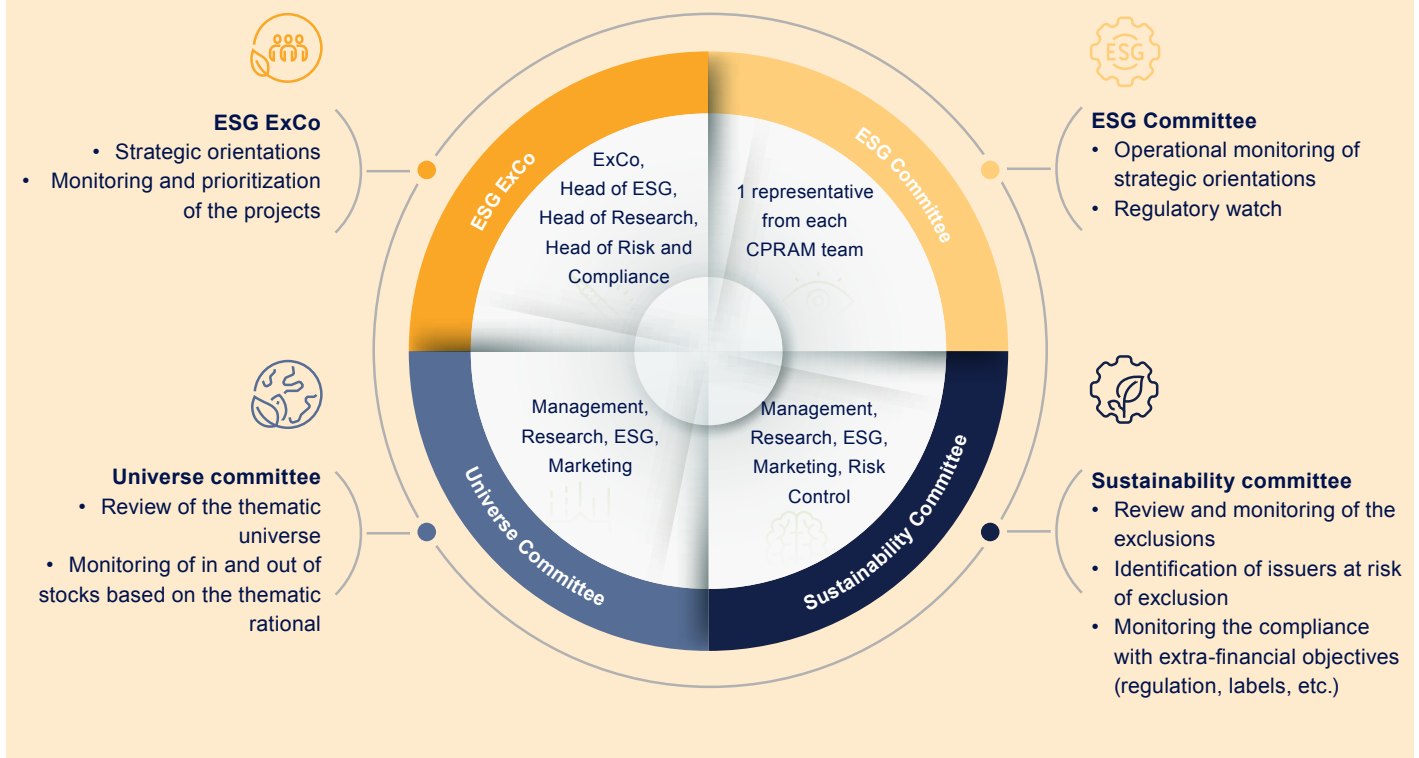 ESG ExCo
• Strategic orientations
• Monitoring and prioritization
of the projects
ESG ExCo
ExCo,
Head of ESG,
Head of Research,
Head of Risk and
Compliance
ESG Committee
1 representative
from each
CPRAM team
ESG
ESG Committee
• Operational monitoring of
strategic orientations
• Regulatory watch
Universe committee
• Review of the thematic
universe
• Monitoring of in and out of
stocks based on the thematic
rational
Universe Committee
Management,
Research, ESG,
Marketing
Sustainability Committee
Management,
Research, ESG,
Marketing, Risk
Control
Sustainability committee
• Review and monitoring of the
exclusions
• Identification of issuers at risk
of exclusion
• Monitoring the compliance
with extra-financial objectives
(regulation, labels, etc.)